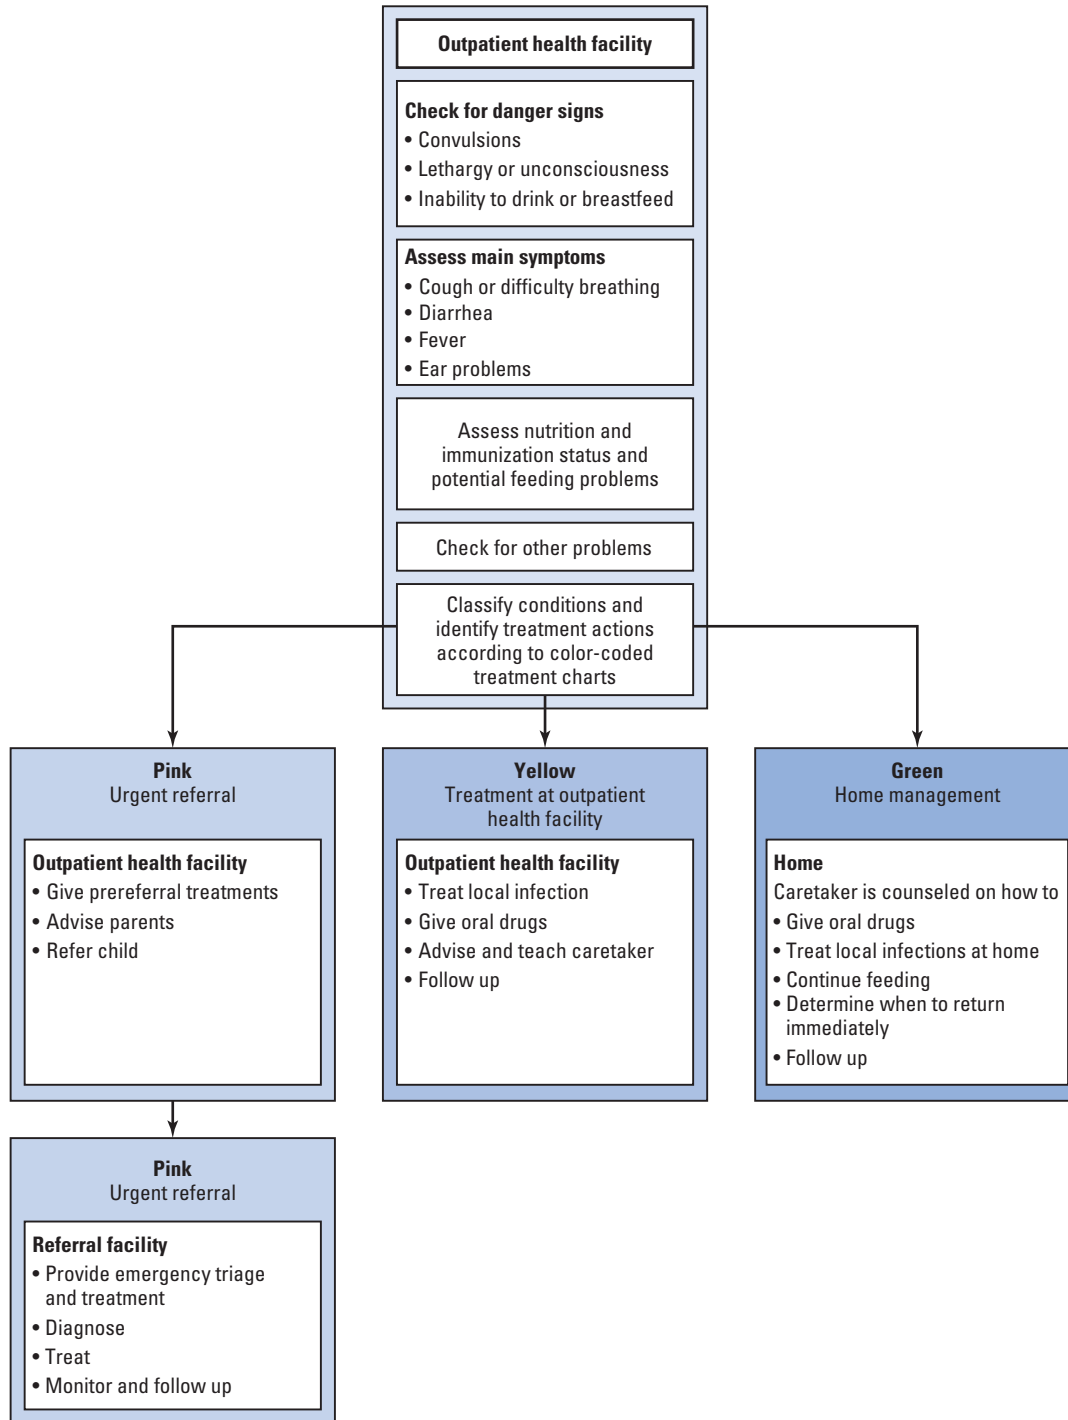 Outpatient health facility
Check for danger signs
• Convulsions
• Lethargy or unconsciousness
• Inability to drink or breastfeed
Assess main symptoms
• Cough or difficulty breathing
• Diarrhea
• Fever
• Ear problems
Assess nutrition and
immunization status and
potential feeding problems
Check for other problems
Classify conditions and
identify treatment actions
according to color-coded
treatment charts
Pink
Urgent referral
Outpatient health facility
• Give prereferral treatments
• Advise parents
• Refer child
Yellow
Treatment at outpatient
health facility
Outpatient health facility
• Treat local infection
• Give oral drugs
• Advise and teach caretaker
• Follow up
Green
Home management
Home
Caretaker is counseled on how to
• Give oral drugs
• Treat local infections at home
• Continue feeding
• Determine when to return
immediately
• Follow up
Pink
Urgent referral
Referral facility
• Provide emergency triage
and treatment
• Diagnose
• Treat
• Monitor and follow up